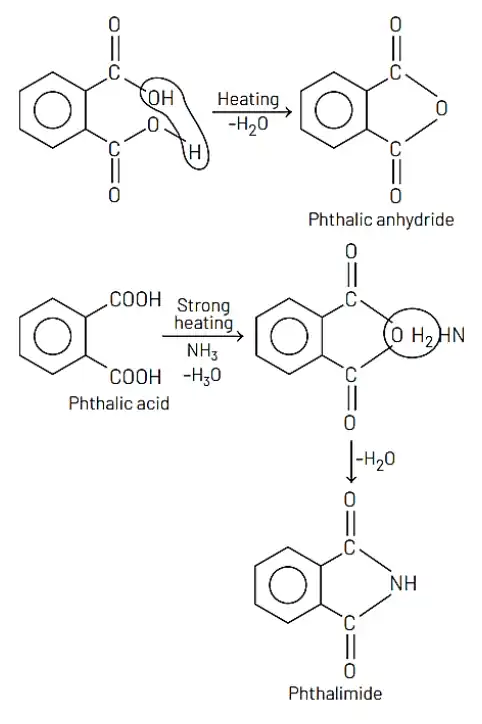 O
C
OH
Heating
-H₂O
O
C
O
H
O
C
O
C
O
Phthalic anhydride
COOH
COOH
Phthalic acid
Strong
heating
NH₃
-H₃O
O
C
O H₂ HN
C
O
-H₂O
O
C
NH
C
O
Phthalimide